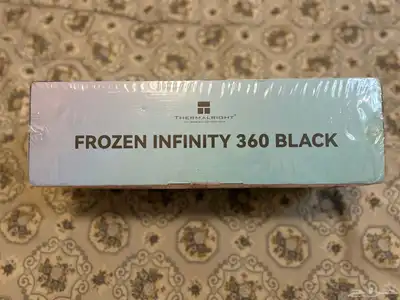 THERMALRIGHT
FROZEN INFINITY 360 BLACK